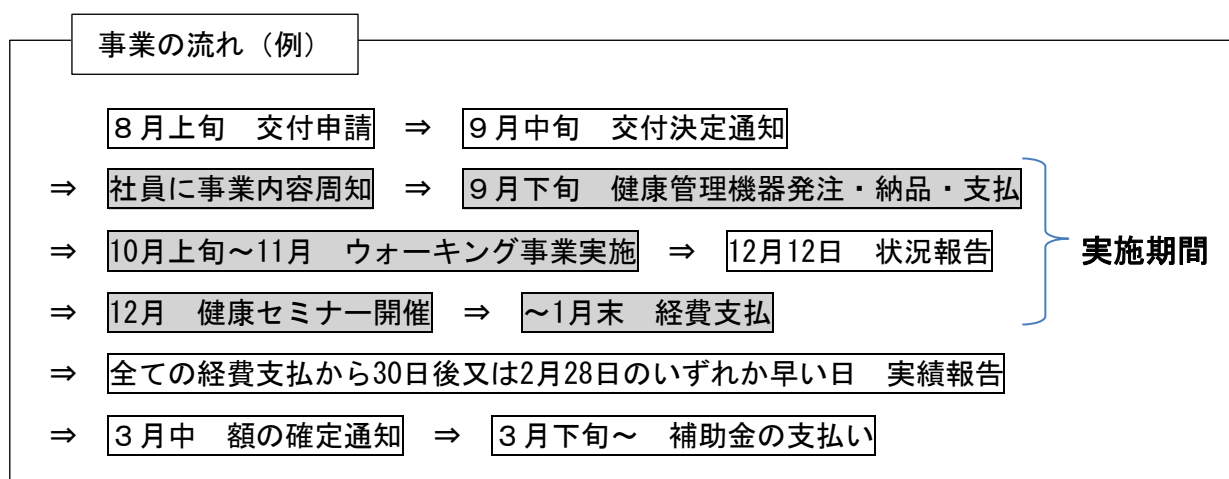 事業の流れ（例）
８月上旬　交付申請　⇒　９月中旬　交付決定通知
⇒　社員に事業内容周知　⇒　９月下旬　健康管理機器発注・納品・支払
⇒　10月上旬～11月　ウォーキング事業実施　⇒　12月12日　状況報告
実施期間
⇒　12月　健康セミナー開催　⇒　～1月末　経費支払
⇒　全ての経費支払から30日後又は2月28日のいずれか早い日　実績報告
⇒　３月中　額の確定通知　⇒　３月下旬～　補助金の支払い